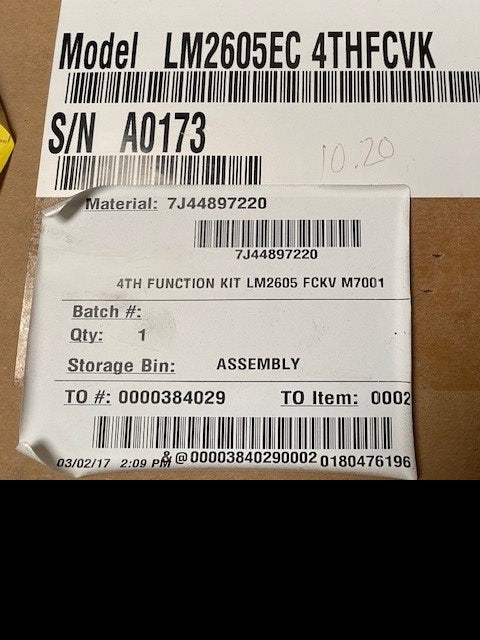 Model LM2605EC 4THFCVK
S/N A0173
10.20
Material: 7J44897220
7J44897220
4TH FUNCTION KIT LM2605 FCKV M7001
Batch #:
Qty: 1
Storage Bin: ASSEMBLY
TO #: 0000384029 TO Item: 0002
03/02/17 2:09 PM &@00003840290002 0180476196